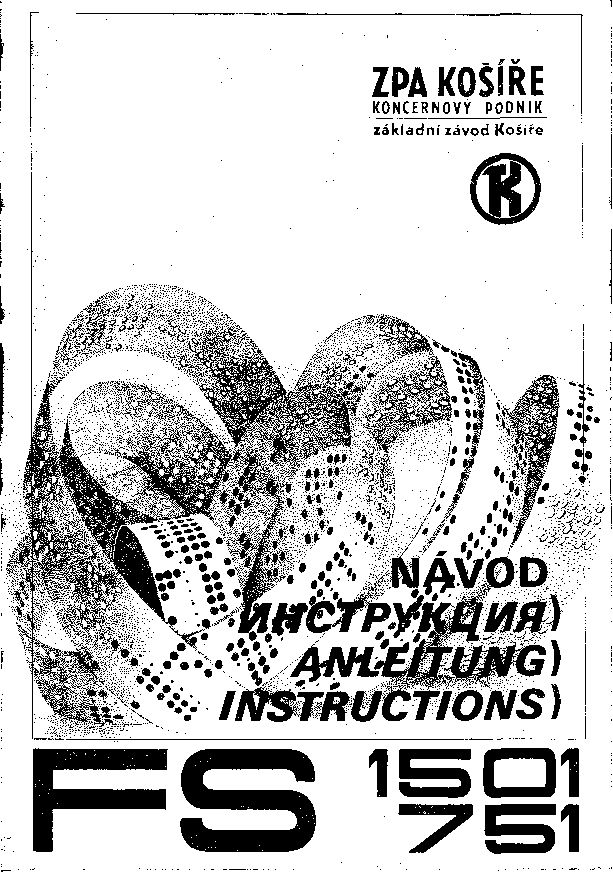 ZPA KOŠÍŘE
KONCERNOVÝ PODNIK
základní závod Košíře
NÁVOD
ИНСТРУКЦИЯ)
ANLEITUNG)
INSTRUCTIONS)
FS 1501
751